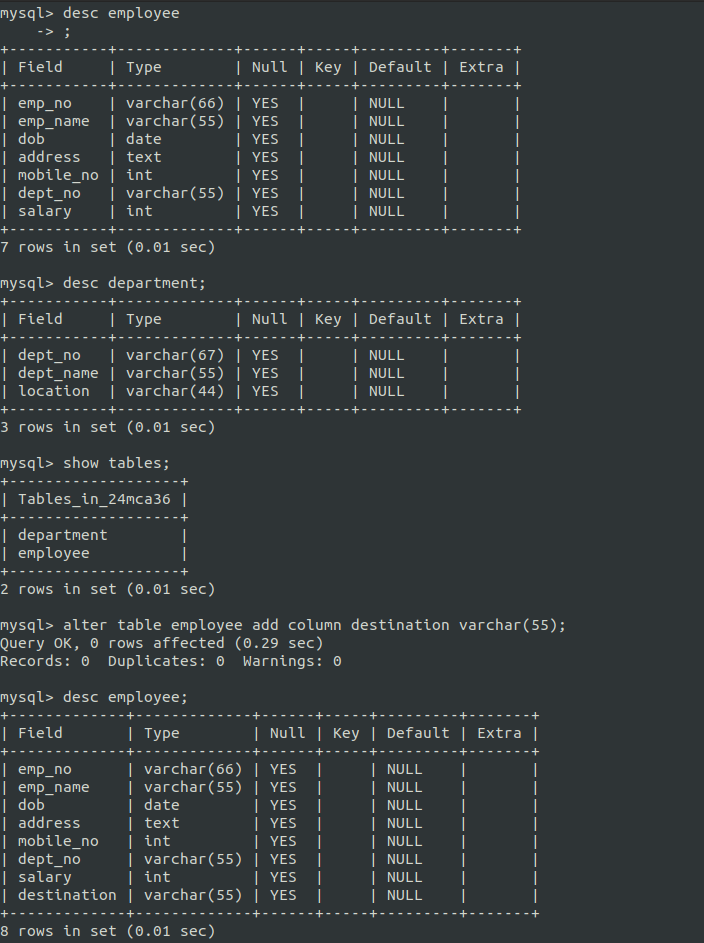 mysql> desc employee
    -> ;
+-----------+-------------+------+-----+---------+-------+
| Field     | Type        | Null | Key | Default | Extra |
+-----------+-------------+------+-----+---------+-------+
| emp_no    | varchar(66) | YES  |     | NULL    |       |
| emp_name  | varchar(55) | YES  |     | NULL    |       |
| dob       | date        | YES  |     | NULL    |       |
| address   | text        | YES  |     | NULL    |       |
| mobile_no | int         | YES  |     | NULL    |       |
| dept_no   | varchar(55) | YES  |     | NULL    |       |
| salary    | int         | YES  |     | NULL    |       |
+-----------+-------------+------+-----+---------+-------+
7 rows in set (0.01 sec)

mysql> desc department;
+-----------+-------------+------+-----+---------+-------+
| Field     | Type        | Null | Key | Default | Extra |
+-----------+-------------+------+-----+---------+-------+
| dept_no   | varchar(67) | YES  |     | NULL    |       |
| dept_name | varchar(55) | YES  |     | NULL    |       |
| location  | varchar(44) | YES  |     | NULL    |       |
+-----------+-------------+------+-----+---------+-------+
3 rows in set (0.01 sec)

mysql> show tables;
+-------------------+
| Tables_in_24mca36 |
+-------------------+
| department        |
| employee          |
+-------------------+
2 rows in set (0.01 sec)

mysql> alter table employee add column destination varchar(55);
Query OK, 0 rows affected (0.29 sec)
Records: 0  Duplicates: 0  Warnings: 0

mysql> desc employee;
+-------------+-------------+------+-----+---------+-------+
| Field       | Type        | Null | Key | Default | Extra |
+-------------+-------------+------+-----+---------+-------+
| emp_no      | varchar(66) | YES  |     | NULL    |       |
| emp_name    | varchar(55) | YES  |     | NULL    |       |
| dob         | date        | YES  |     | NULL    |       |
| address     | text        | YES  |     | NULL    |       |
| mobile_no   | int         | YES  |     | NULL    |       |
| dept_no     | varchar(55) | YES  |     | NULL    |       |
| salary      | int         | YES  |     | NULL    |       |
| destination | varchar(55) | YES  |     | NULL    |       |
+-------------+-------------+------+-----+---------+-------+
8 rows in set (0.01 sec)